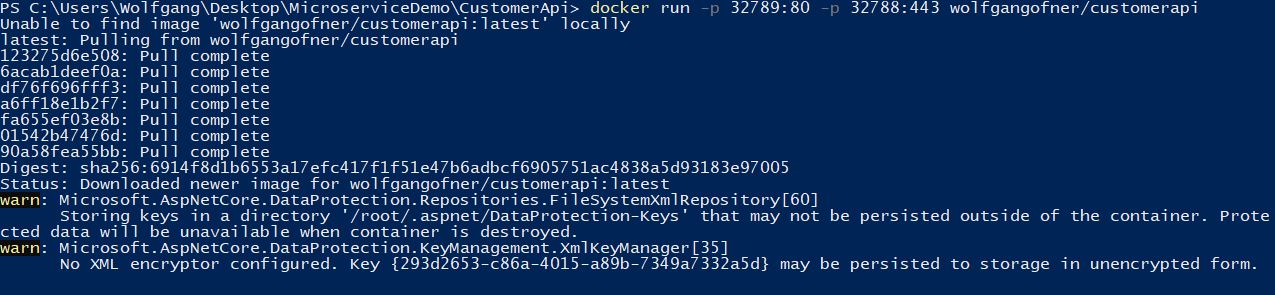 PS C:\Users\Wolfgang\Desktop\MicroserviceDemo\CustomerApi> docker run -p 32789:80 -p 32788:443 wolfgangofner/customerapi
Unable to find image 'wolfgangofner/customerapi:latest' locally
latest: Pulling from wolfgangofner/customerapi
123275d6e508: Pull complete
6acab1deef0a: Pull complete
df76f696fff3: Pull complete
a6ff18e1b2f7: Pull complete
fa655ef03e8b: Pull complete
01542b47476d: Pull complete
90a58fea55bb: Pull complete
Digest: sha256:6914f8d1b6553a17efc417f1f51e47b6adbcf6905751ac4838a5d93183e97005
Status: Downloaded newer image for wolfgangofner/customerapi:latest
warn: Microsoft.AspNetCore.DataProtection.Repositories.FileSystemXmlRepository[60]
      Storing keys in a directory '/root/.aspnet/DataProtection-Keys' that may not be persisted outside of the container. Prote
cted data will be unavailable when container is destroyed.
warn: Microsoft.AspNetCore.DataProtection.KeyManagement.XmlKeyManager[35]
      No XML encryptor configured. Key {293d2653-c86a-4015-a89b-7349a7332a5d} may be persisted to storage in unencrypted form.